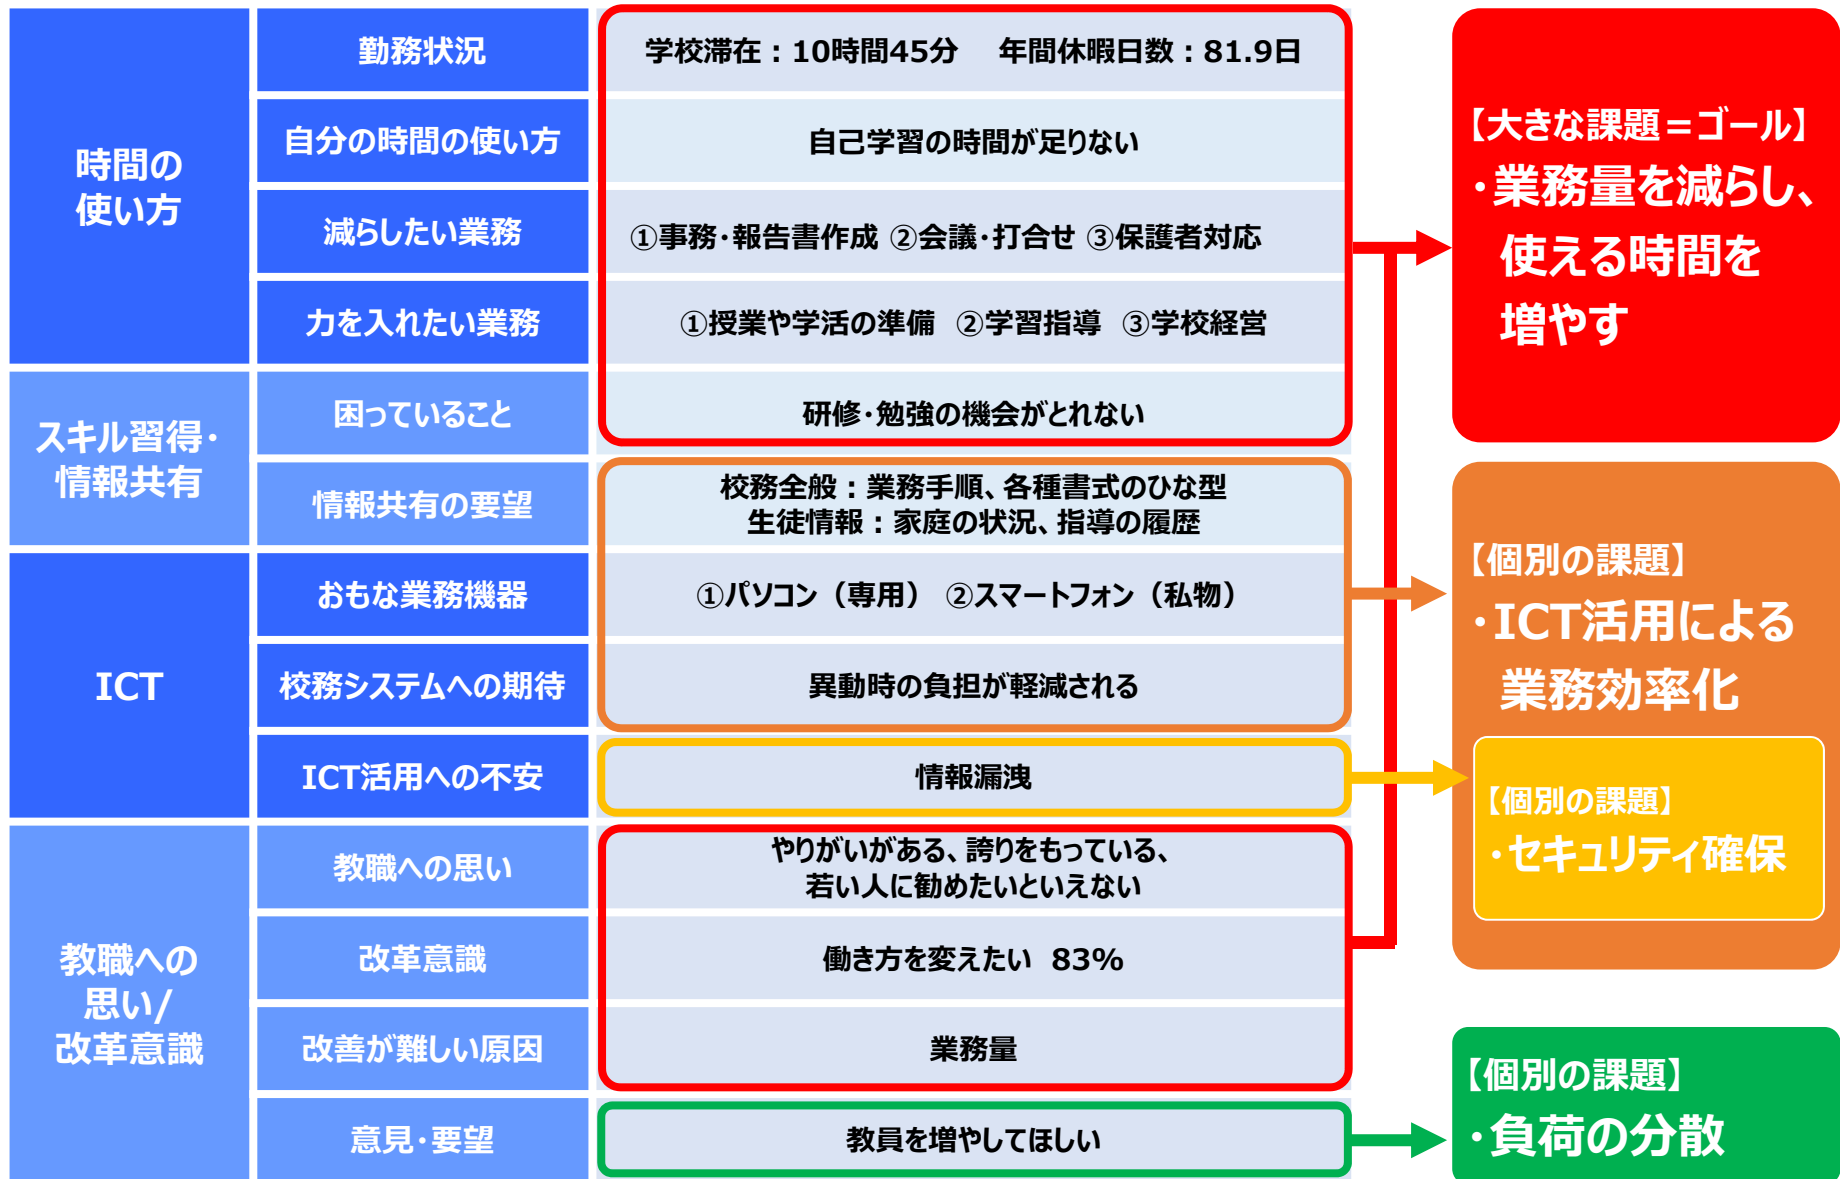 時間の
使い方
勤務状況
学校滞在：10時間45分　年間休暇日数：81.9日
自分の時間の使い方
自己学習の時間が足りない
減らしたい業務
①事務･報告書作成 ②会議･打合せ ③保護者対応
力を入れたい業務
①授業や学活の準備 ②学習指導 ③学校経営
スキル習得･
情報共有
困っていること
研修･勉強の機会がとれない
情報共有の要望
校務全般：業務手順、各種書式のひな型
生徒情報：家庭の状況、指導の履歴
ICT
おもな業務機器
①パソコン（専用） ②スマートフォン（私物）
校務システムへの期待
異動時の負担が軽減される
ICT活用への不安
情報漏洩
教職への
思い/
改革意識
教職への思い
やりがいがある、誇りをもっている、
若い人に勧めたいといえない
改革意識
働き方を変えたい 83%
改善が難しい原因
業務量
意見･要望
教員を増やしてほしい
【大きな課題＝ゴール】
･業務量を減らし、
使える時間を
増やす
【個別の課題】
･ICT活用による
業務効率化
【個別の課題】
･セキュリティ確保
【個別の課題】
･負荷の分散